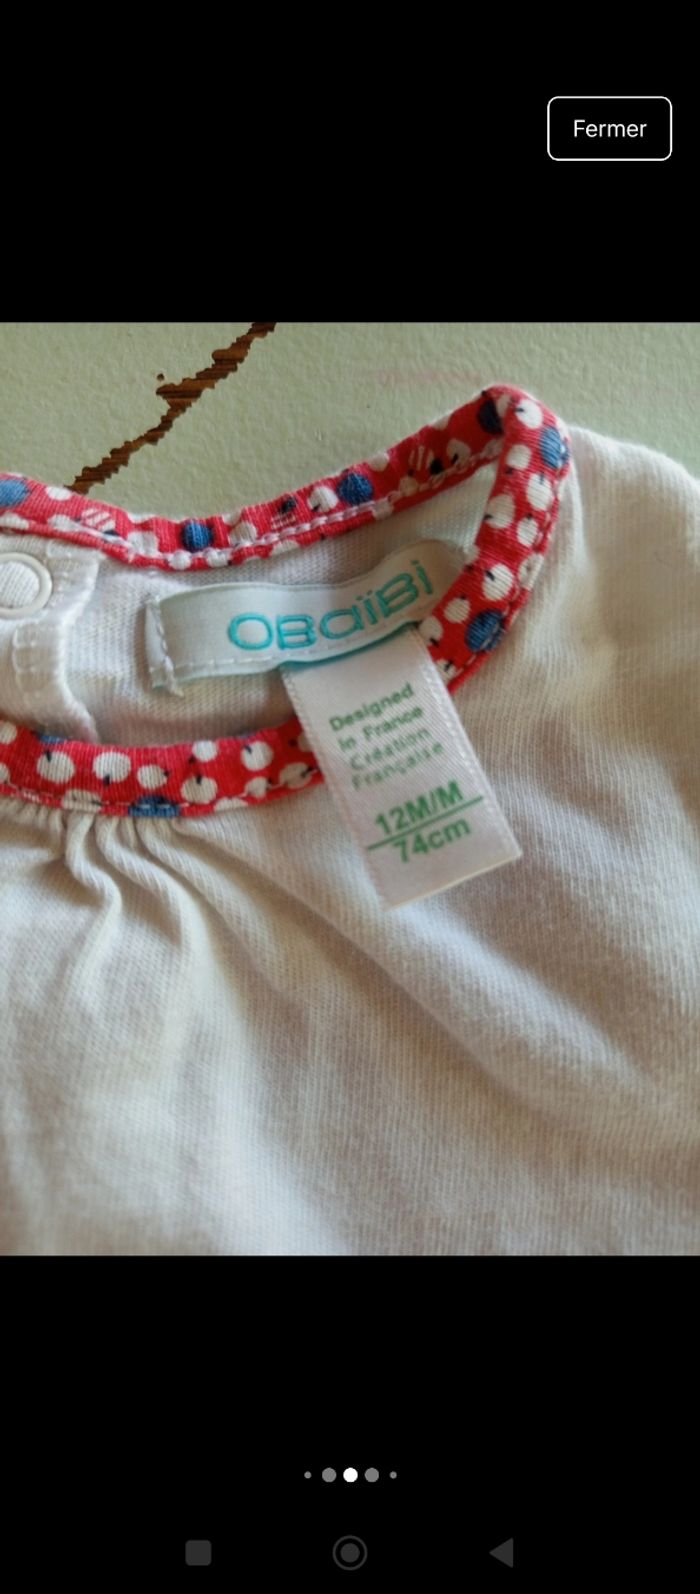 Fermer
OBaïBi
Designed
in France
Création
Française
12M/M
74cm